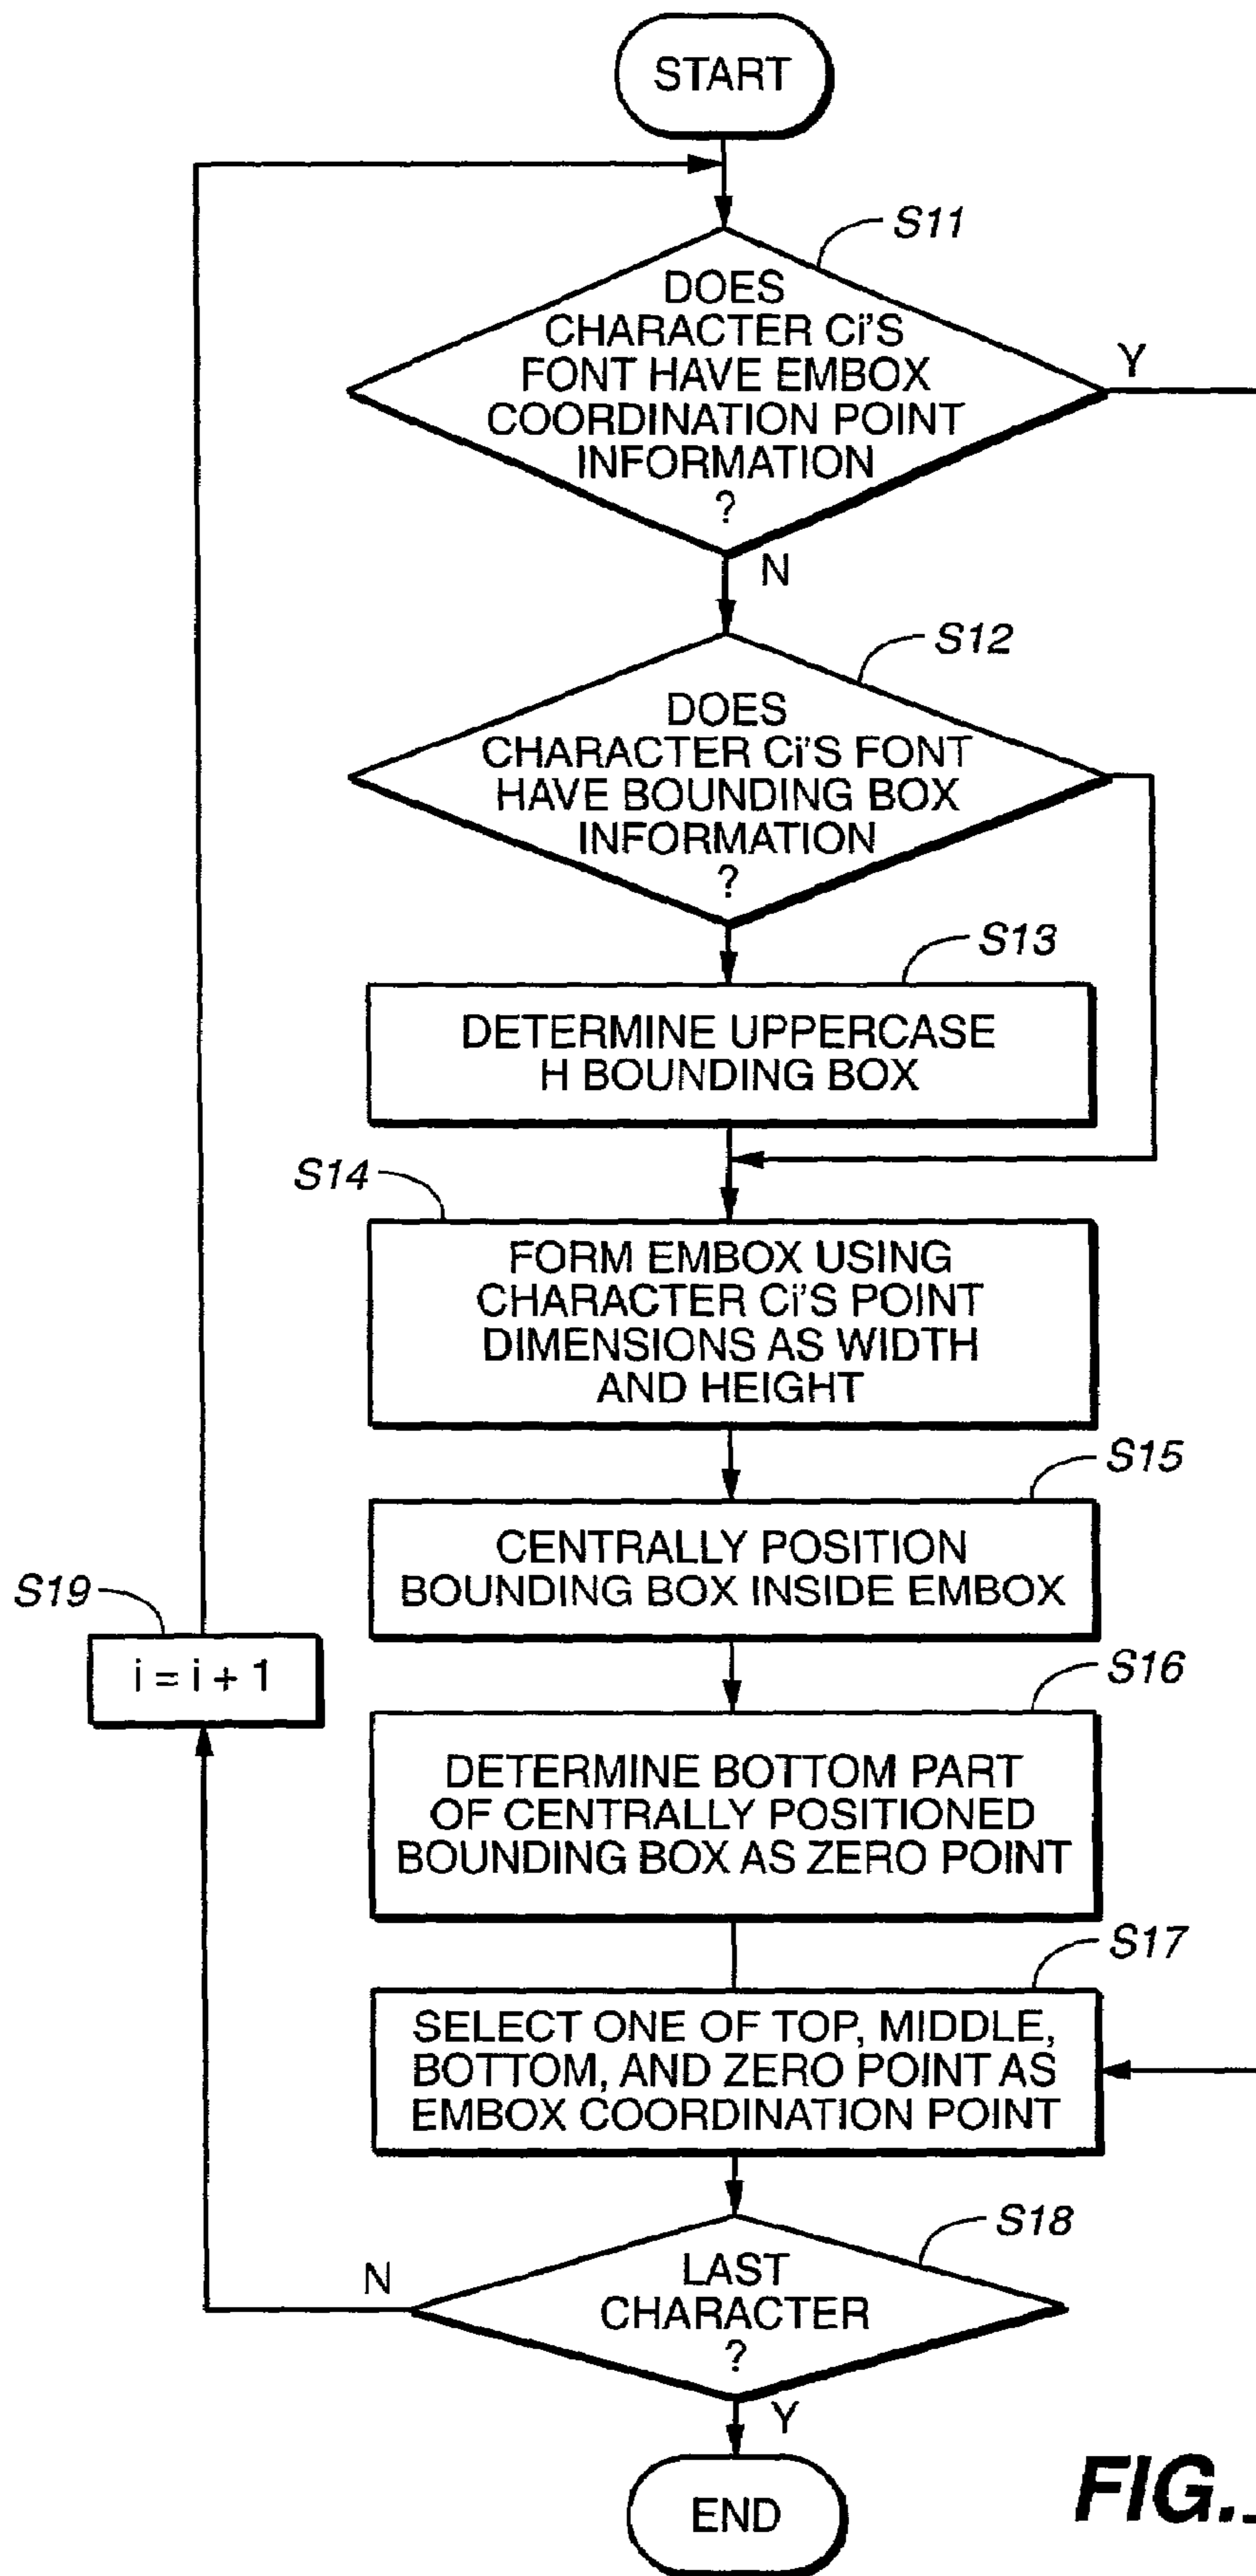 START
S11
DOES
CHARACTER Ci'S
FONT HAVE EMBOX
COORDINATION POINT
INFORMATION
?
Y
N
S12
DOES
CHARACTER Ci'S FONT
HAVE BOUNDING BOX
INFORMATION
?
S13
DETERMINE UPPERCASE
H BOUNDING BOX
S14
FORM EMBOX USING
CHARACTER Ci'S POINT
DIMENSIONS AS WIDTH
AND HEIGHT
S15
CENTRALLY POSITION
BOUNDING BOX INSIDE EMBOX
S19
i = i + 1
S16
DETERMINE BOTTOM PART
OF CENTRALLY POSITIONED
BOUNDING BOX AS ZERO POINT
S17
SELECT ONE OF TOP, MIDDLE,
BOTTOM, AND ZERO POINT AS
EMBOX COORDINATION POINT
S18
N
LAST
CHARACTER
?
Y
END
FIG.